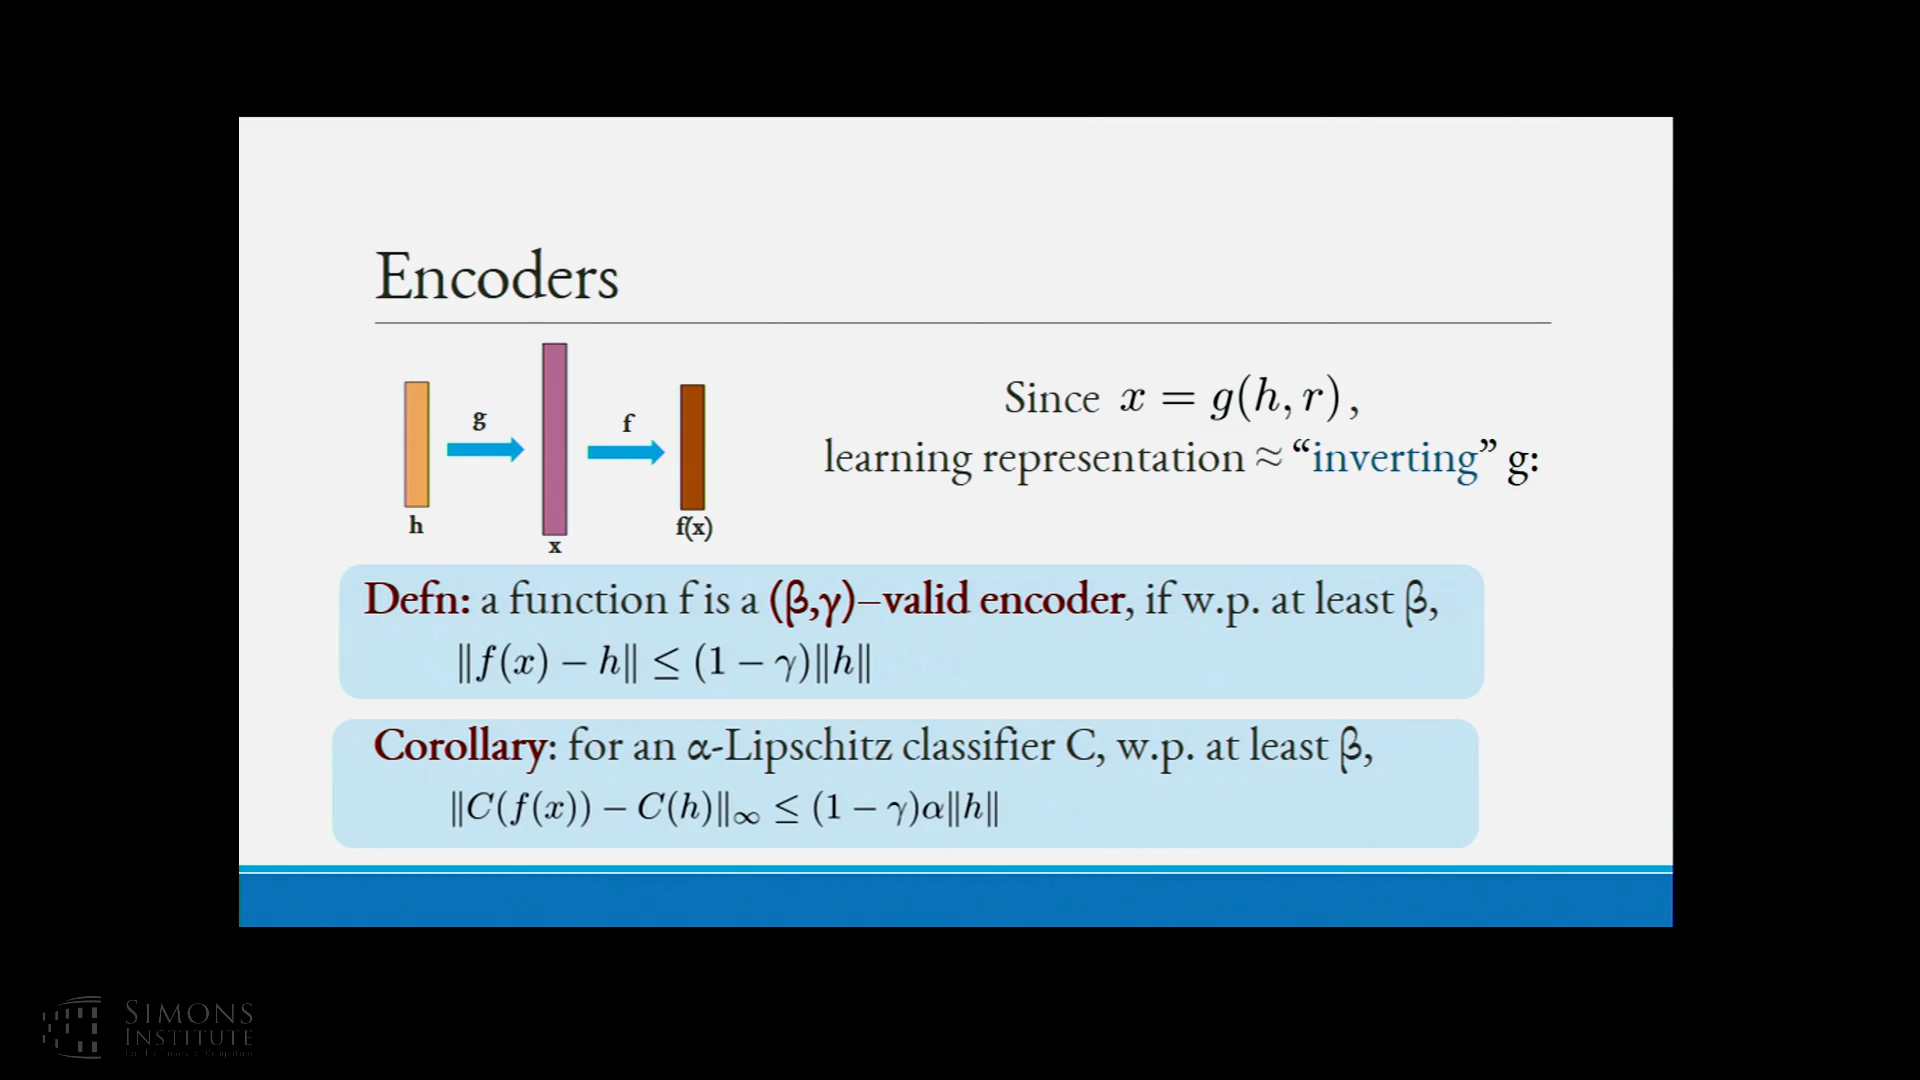 Encoders
g
f
h
x
f(x)
Since x = g(h, r) ,
learning representation ≈ “inverting” g:
Defn: a function f is a (β,γ)–valid encoder, if w.p. at least β,
‖f(x) − h‖ ≤ (1 − γ)‖h‖
Corollary: for an α-Lipschitz classifier C, w.p. at least β,
‖C(f(x)) − C(h)‖∞ ≤ (1 − γ)α‖h‖
SIMONS
INSTITUTE